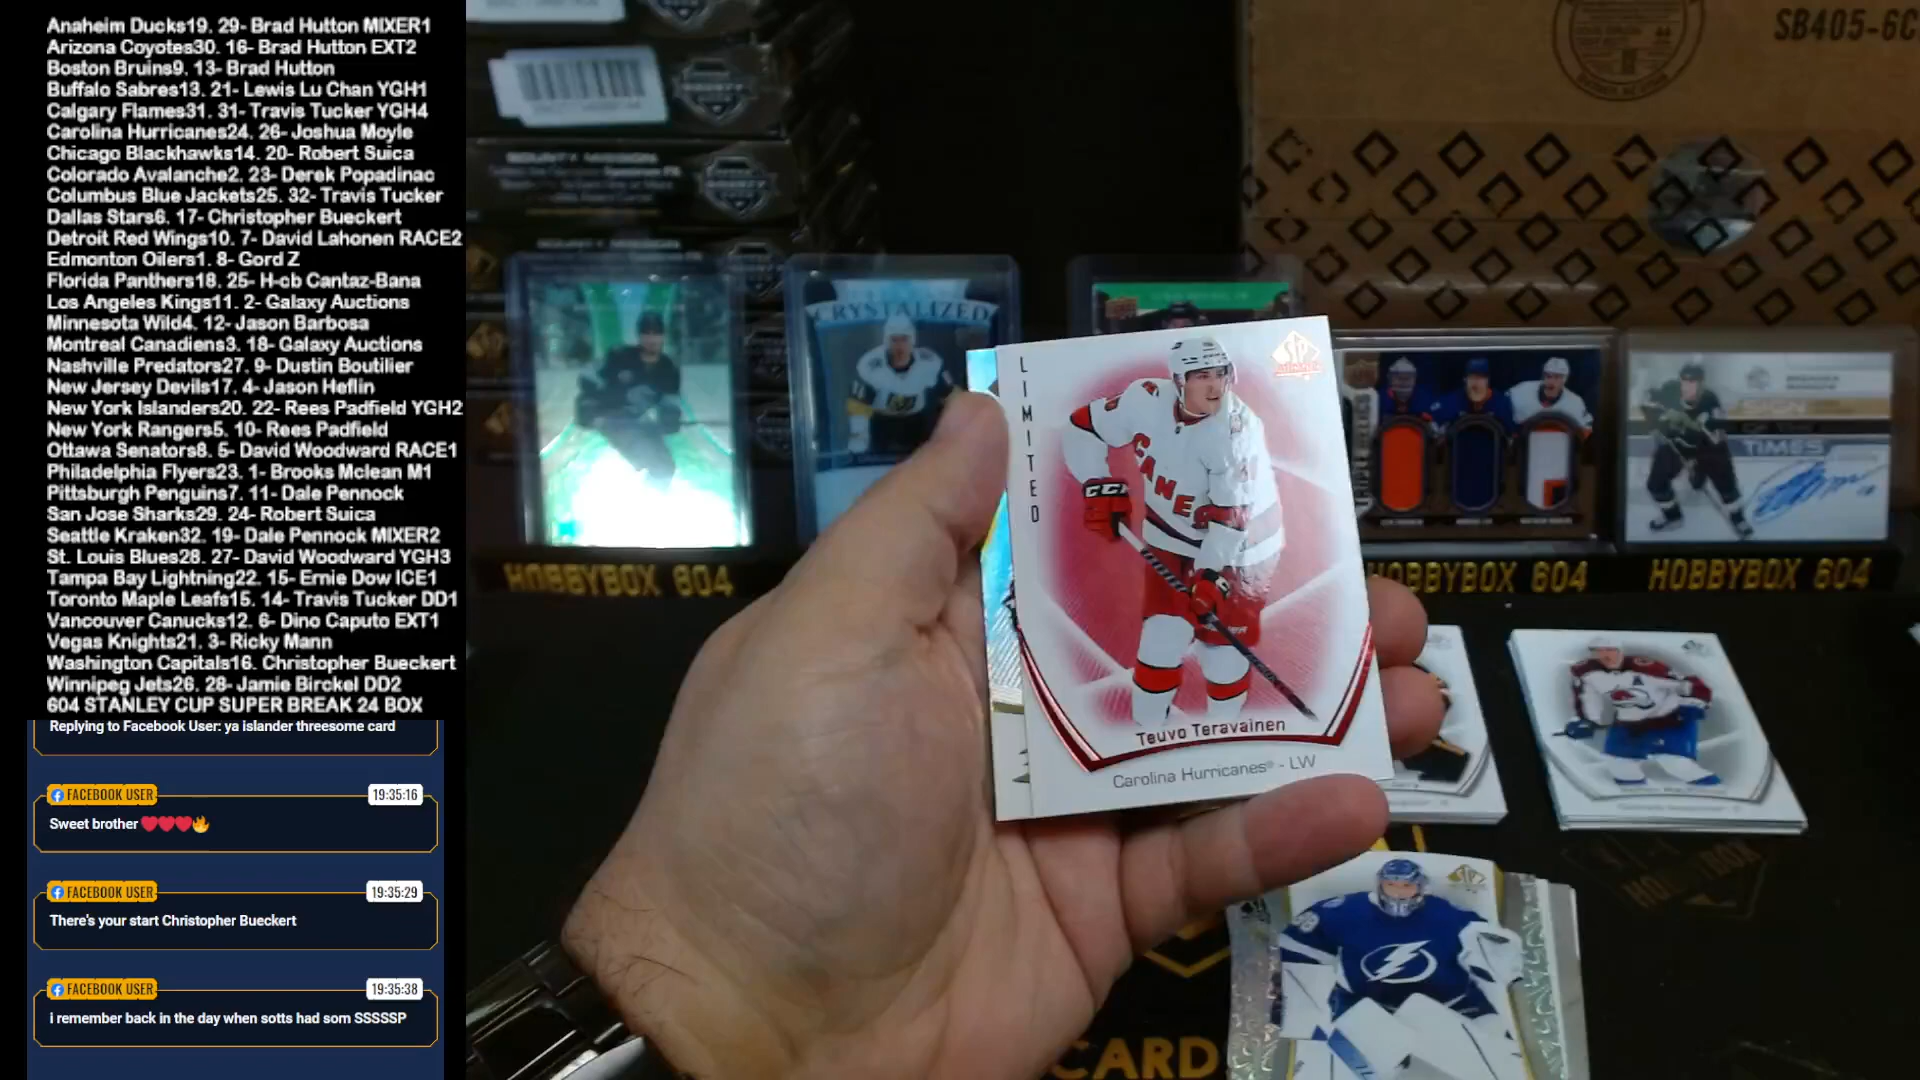 Anaheim Ducks19. 29- Brad Hutton MIXER1
Arizona Coyotes30. 16- Brad Hutton EXT2
Boston Bruins9. 13- Brad Hutton
Buffalo Sabres13. 21- Lewis Lu Chan YGH1
Calgary Flames31. 31- Travis Tucker YGH4
Carolina Hurricanes24. 26- Joshua Moyle
Chicago Blackhawks14. 20- Robert Suica
Colorado Avalanche2. 23- Derek Popadinac
Columbus Blue Jackets25. 32- Travis Tucker
Dallas Stars6. 17- Christopher Bueckert
Detroit Red Wings10. 7- David Lahonen RACE2
Edmonton Oilers1. 8- Gord Z
Florida Panthers18. 25- H-cb Cantaz-Bana
Los Angeles Kings11. 2- Galaxy Auctions
Minnesota Wild4. 12- Jason Barbosa
Montreal Canadiens3. 18- Galaxy Auctions
Nashville Predators27. 9- Dustin Boutilier
New Jersey Devils17. 4- Jason Heflin
New York Islanders20. 22- Rees Padfield YGH2
New York Rangers5. 10- Rees Padfield
Ottawa Senators8. 5- David Woodward RACE1
Philadelphia Flyers23. 1- Brooks Mclean M1
Pittsburgh Penguins7. 11- Dale Pennock
San Jose Sharks29. 24- Robert Suica
Seattle Kraken32. 19- Dale Pennock MIXER2
St. Louis Blues28. 27- David Woodward YGH3
Tampa Bay Lightning22. 15- Ernie Dow ICE1
Toronto Maple Leafs15. 14- Travis Tucker DD1
Vancouver Canucks12. 6- Dino Caputo EXT1
Vegas Knights21. 3- Ricky Mann
Washington Capitals16. Christopher Bueckert
Winnipeg Jets26. 28- Jamie Birckel DD2
604 STANLEY CUP SUPER BREAK 24 BOX
Replying to Facebook User: ya islander threesome card
FACEBOOK USER 19:35:16
Sweet brother ❤❤❤🔥
FACEBOOK USER 19:35:29
There's your start Christopher Bueckert
FACEBOOK USER 19:35:38
i remember back in the day when sotts had som SSSSSP
SB405-6C
CRYSTALIZED
TIMES
HOBBYBOX 604
HOBBYBOX 604
HOBBYBOX 604
LIMITED
SP
CANES
CCM
Teuvo Teravainen
Carolina Hurricanes® - LW
CARD